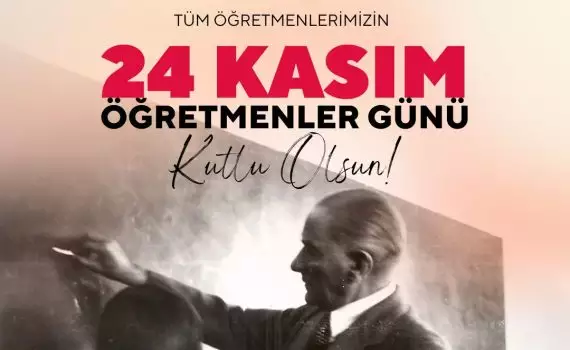 TÜM ÖĞRETMENLERİMİZİN
24 KASIM
ÖĞRETMENLER GÜNÜ
Kutlu Olsun!